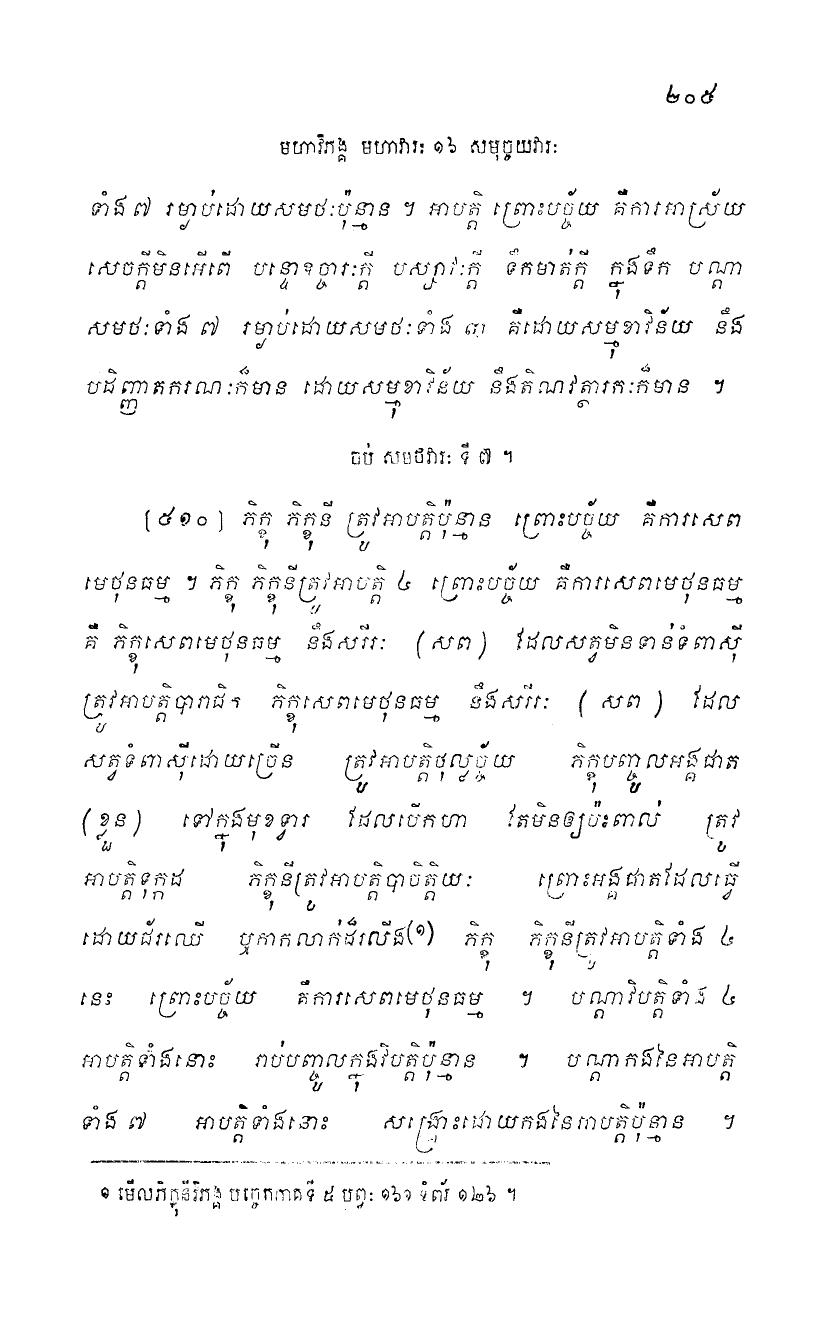 ២០៥
មហាវិភង្គ មហាវារៈ ១៦ សមុច្ចយវារៈ
ទាំង៧ រម្ងាប់ដោយសមថៈប៉ុន្មាន ។ អាបត្តិ ព្រោះបច្ច័យ គឺការអាស្រ័យ
សេចក្តីមិនអើពើ បន្ទោឧច្ចារៈក្តី បស្សាវៈក្តី ទឹកមាត់ក្តី ក្នុងទឹក បណ្តា
សមថៈទាំង ៧ រម្ងាប់ដោយសមថៈទាំង ៣ គឺដោយសម្មុខាវិន័យ នឹង
បដិញ្ញាតករណៈក៏មាន ដោយសម្មុខាវិន័យ នឹងតិណវត្ថារកៈក៏មាន ។
ចប់ សមថវារៈ ទី ៧ ។
[៥១០] ភិក្ខុ ភិក្ខុនី ត្រូវអាបត្តិប៉ុន្មាន ព្រោះបច្ច័យ គឺការសេព
មេថុនធម្ម ។ ភិក្ខុ ភិក្ខុនីត្រូវអាបត្តិ ៤ ព្រោះបច្ច័យ គឺការសេពមេថុនធម្ម
គឺ ភិក្ខុសេពមេថុនធម្ម នឹងសរីរៈ (សព) ដែលសត្វមិនទាន់ទំពាស៊ី
ត្រូវអាបត្តិបារាជិក ភិក្ខុសេពមេថុនធម្ម នឹងសរីរៈ (សព) ដែល
សត្វទំពាស៊ីដោយច្រើន ត្រូវអាបត្តិថុល្លច្ច័យ ភិក្ខុបញ្ចូលអង្គជាត
(ខ្លួន) ទៅក្នុងមុខទ្វារ ដែលបើកហា តែមិនឲ្យប៉ះពាល់ ត្រូវ
អាបត្តិទុក្កដ ភិក្ខុនីត្រូវអាបត្តិបាចិត្តិយៈ ព្រោះអង្គជាតដែលធ្វើ
ដោយជ័រឈើ ឬកាកលាក់ដ៏រលីង(១) ភិក្ខុ ភិក្ខុនីត្រូវអាបត្តិទាំង ៤
នេះ ព្រោះបច្ច័យ គឺការសេពមេថុនធម្ម ។ បណ្តាវិបត្តិទាំង ៤
អាបត្តិទាំងនោះ រាប់បញ្ចូលក្នុងវិបត្តិប៉ុន្មាន ។ បណ្តាកងនៃអាបត្តិ
ទាំង ៧ អាបត្តិទាំងនោះ សង្គ្រោះដោយកងនៃអាបត្តិប៉ុន្មាន ។
១ មើលភិក្ខុនីវិភង្គ បច្ចេកភាគទី ៥ បព្វៈ ១៦១ ទំព័រ ១២៦ ។